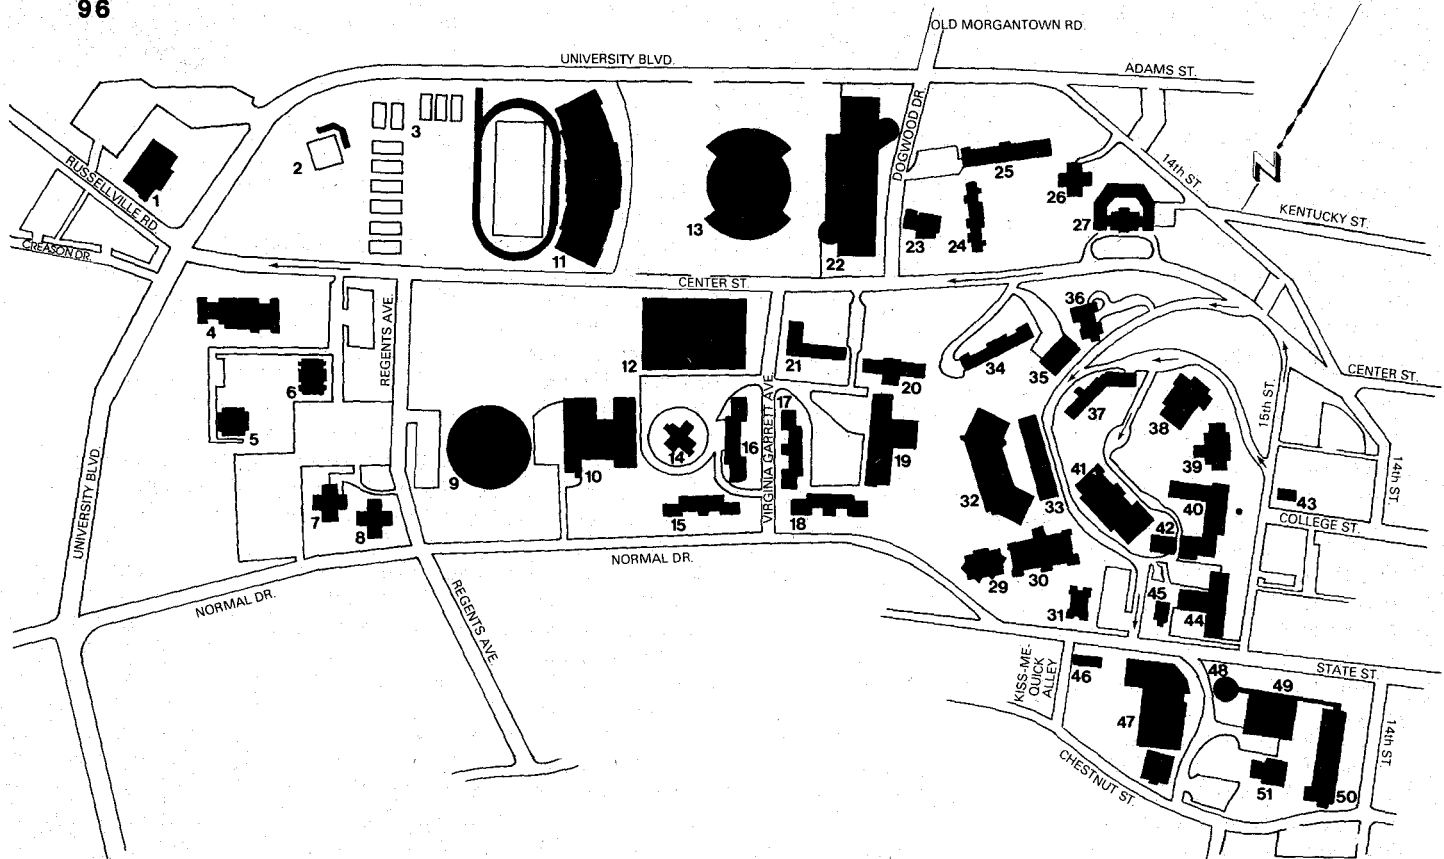 96
OLD MORGANTOWN RD.
UNIVERSITY BLVD.
ADAMS ST.
3
2
DOGWOOD DR.
25
14th ST.
N
RUSSELLVILLE RD.
1
26
27
KENTUCKY ST.
CREASON DR.
11
13
22
23
24
CENTER ST.
4
REGENTS AVE.
36
12
21
20
34
35
CENTER ST.
6
5
VIRGINIA GARRETT AVE.
17
37
38
15th ST.
9
10
14
16
19
39
41
14th ST.
UNIVERSITY BLVD.
32
33
40
43
7
8
15
18
42
COLLEGE ST.
NORMAL DR.
29
30
NORMAL DR.
REGENTS AVE.
31
45
44
KISS-ME-
QUICK
ALLEY
46
48
49
STATE ST.
47
14th ST.
CHESTNUT ST.
51
50